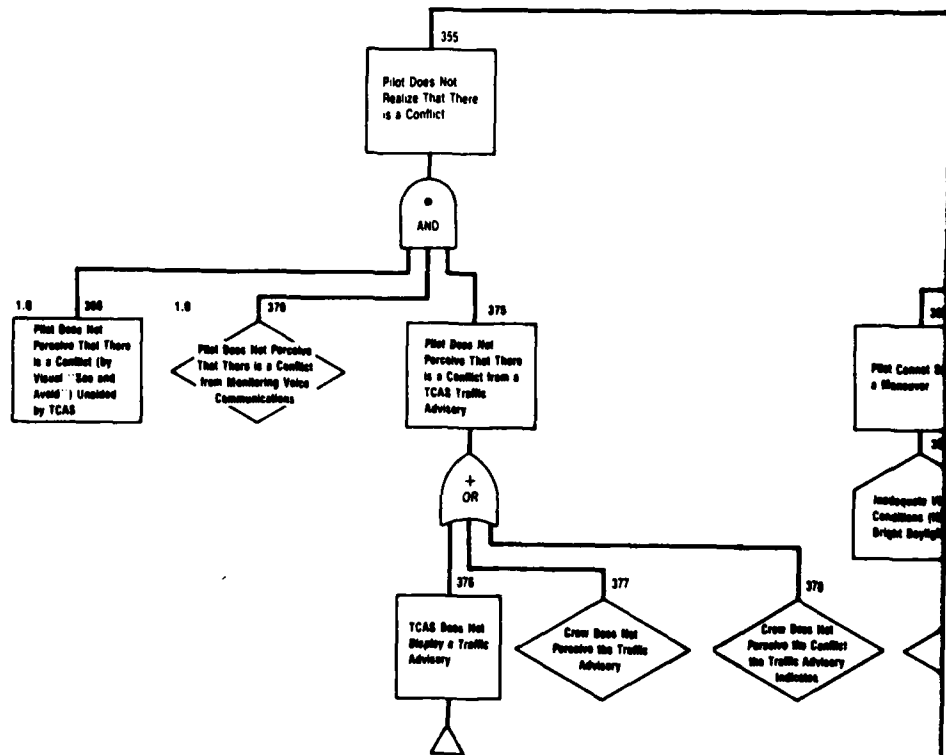 355
Pilot Does Not
Realize That There
is a Conflict
AND
1.0
1.0
370
375
Pilot Does Not
Perceive That There
is a Conflict (by
Visual "See and
Avoid") Unaided
by TCAS
Pilot Does Not Perceive
That There is a Conflict
from Monitoring Voice
Communications
Pilot Does Not
Perceive That There
is a Conflict from a
TCAS Traffic
Advisory
Pilot Cannot
a Maneuver
+
OR
Inadequate
Conditions
Bright
376
377
TCAS Does Not
Display a Traffic
Advisory
Crew Does Not
Perceive the Traffic
Advisory
Crew Does Not
Perceive the Conflict
the Traffic Advisory
Indicates